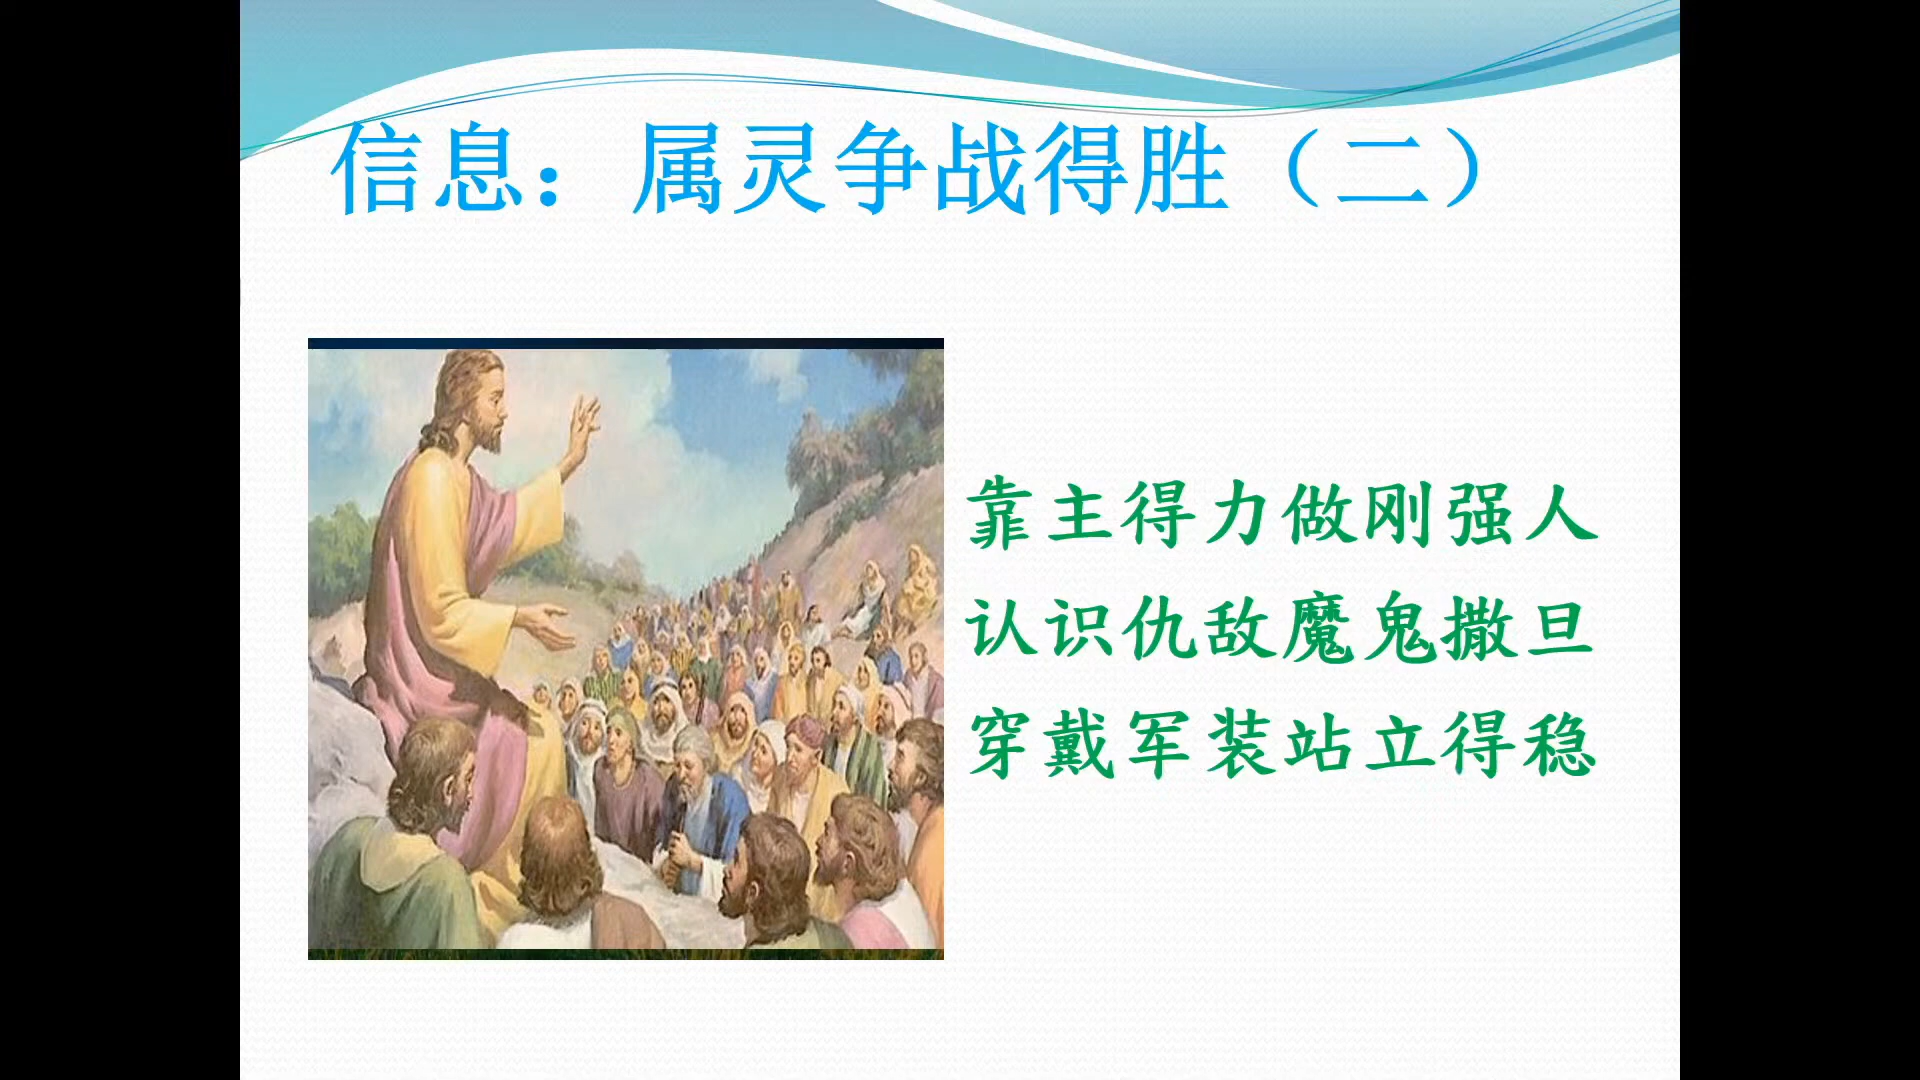 信息：属灵争战得胜（二）
靠主得力做刚强人
认识仇敌魔鬼撒旦
穿戴军装站立得稳